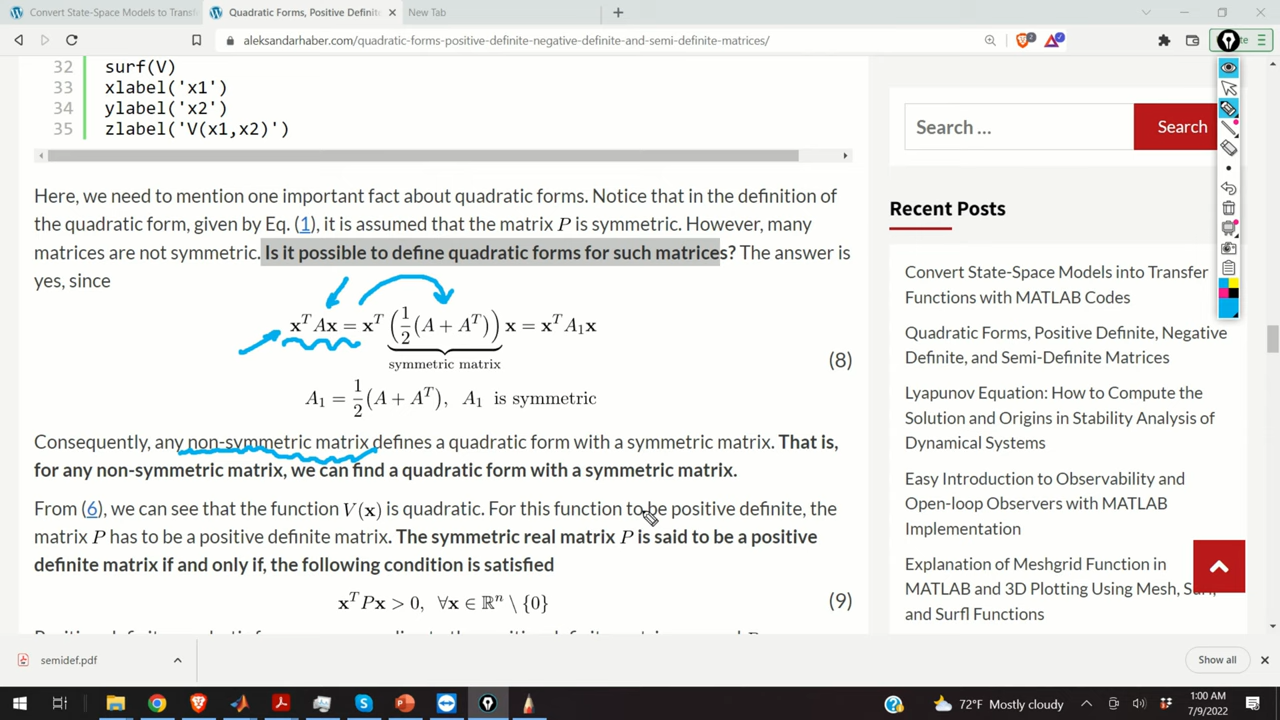 Convert State-Space Models to Transf
Quadratic Forms, Positive Definite
New Tab
aleksandarhaber.com/quadratic-forms-positive-definite-negative-definite-and-semi-definite-matrices/
32 surf(V)
33 xlabel('x1')
34 ylabel('x2')
35 zlabel('V(x1,x2)')
Here, we need to mention one important fact about quadratic forms. Notice that in the definition of
the quadratic form, given by Eq. (1), it is assumed that the matrix P is symmetric. However, many
matrices are not symmetric. Is it possible to define quadratic forms for such matrices? The answer is
yes, since
x^T Ax = x^T (1/2 (A + A^T)) x = x^T A_1 x
symmetric matrix
(8)
A_1 = 1/2 (A + A^T), A_1 is symmetric
Consequently, any non-symmetric matrix defines a quadratic form with a symmetric matrix. That is,
for any non-symmetric matrix, we can find a quadratic form with a symmetric matrix.
From (6), we can see that the function V(x) is quadratic. For this function to be positive definite, the
matrix P has to be a positive definite matrix. The symmetric real matrix P is said to be a positive
definite matrix if and only if, the following condition is satisfied
x^T Px > 0, ∀x ∈ ℝ^n \ {0} (9)
Search …
Search
Recent Posts
Convert State-Space Models into Transfer
Functions with MATLAB Codes
Quadratic Forms, Positive Definite, Negative
Definite, and Semi-Definite Matrices
Lyapunov Equation: How to Compute the
Solution and Origins in Stability Analysis of
Dynamical Systems
Easy Introduction to Observability and
Open-loop Observers with MATLAB
Implementation
Explanation of Meshgrid Function in
MATLAB and 3D Plotting Using Mesh, Surf,
and Surfl Functions
semidef.pdf
Show all
72°F Mostly cloudy
1:00 AM
7/9/2022